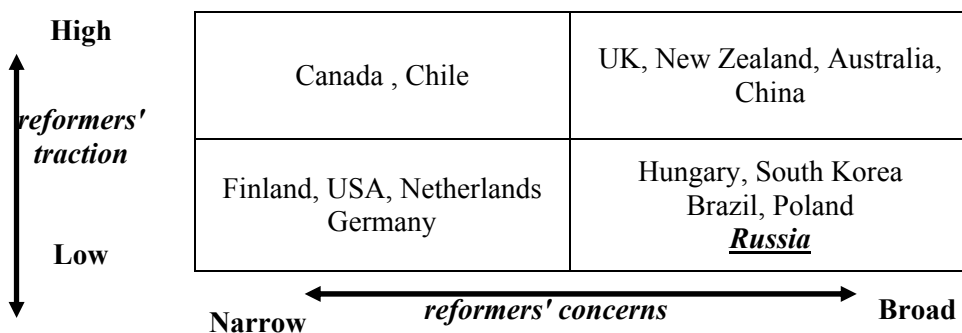 High
Canada , Chile
UK, New Zealand, Australia,
China
reformers'
traction
Finland, USA, Netherlands
Germany
Hungary, South Korea
Brazil, Poland
Russia
Low
Narrow
reformers' concerns
Broad